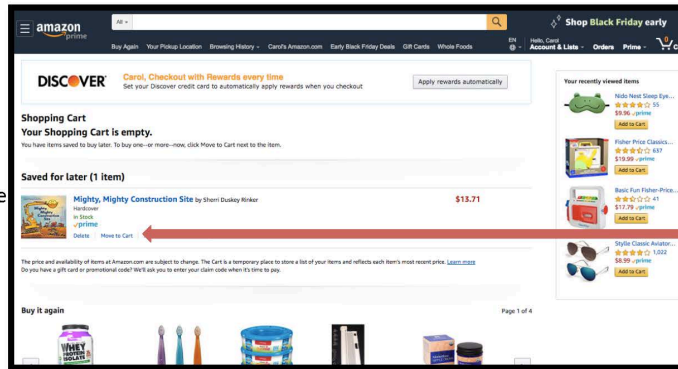 amazon
prime
All
Shop Black Friday early
Buy Again Your Pickup Location Browsing History Carol's Amazon.com Early Black Friday Deals Gift Cards Whole Foods
EN
Hello, Carol
Account & Lists Orders Prime
0
C
DISCOVER
Carol, Checkout with Rewards every time
Set your Discover credit card to automatically apply rewards when you checkout
Apply rewards automatically
Shopping Cart
Your Shopping Cart is empty.
You have items saved to buy later. To buy one--or more--now, click Move to Cart next to the item.
Saved for later (1 item)
Mighty, Mighty Construction Site by Sherri Duskey Rinker
$13.71
Hardcover
In Stock
prime
Delete Move to Cart
The price and availability of items at Amazon.com are subject to change. The Cart is a temporary place to store a list of your items and reflects each item's most recent price. Learn more
Do you have a gift card or promotional code? We'll ask you to enter your claim code when it's time to pay.
Buy it again
Page 1 of 4
WHEY
PROTEIN
ISOLATE
Your recently viewed items
Nido Nest Sleep Eye...
55
$9.96 prime
Add to Cart
Fisher Price Classics...
637
$19.99 prime
Add to Cart
Basic Fun Fisher-Price...
41
$17.79 prime
Add to Cart
Stylle Classic Aviator...
1,022
$8.99 prime
Add to Cart
e